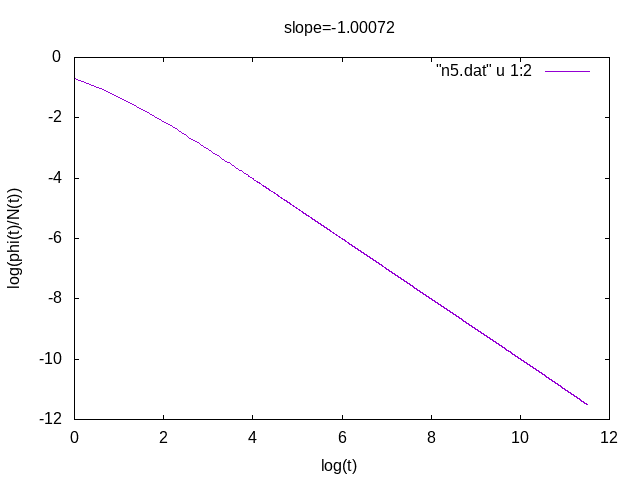 slope=-1.00072
"n5.dat" u 1:2
0
-2
-4
-6
-8
-10
-12
log(phi(t)/N(t))
0 2 4 6 8 10 12
log(t)